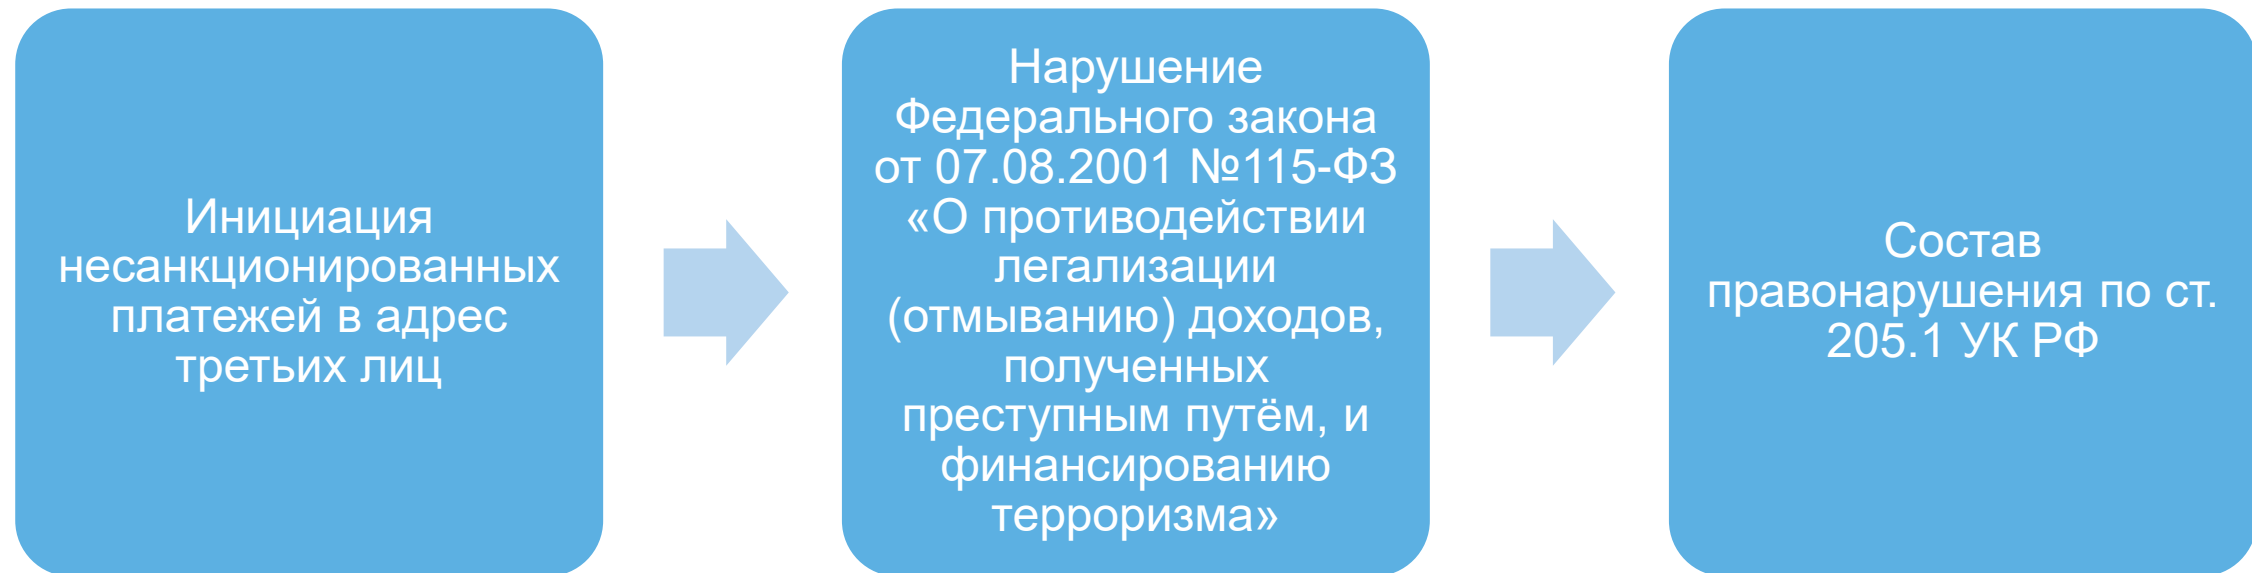 Инициация
несанкционированных
платежей в адрес
третьих лиц
Нарушение
Федерального закона
от 07.08.2001 №115-ФЗ
«О противодействии
легализации
(отмыванию) доходов,
полученных
преступным путём, и
финансированию
терроризма»
Состав
правонарушения по ст.
205.1 УК РФ